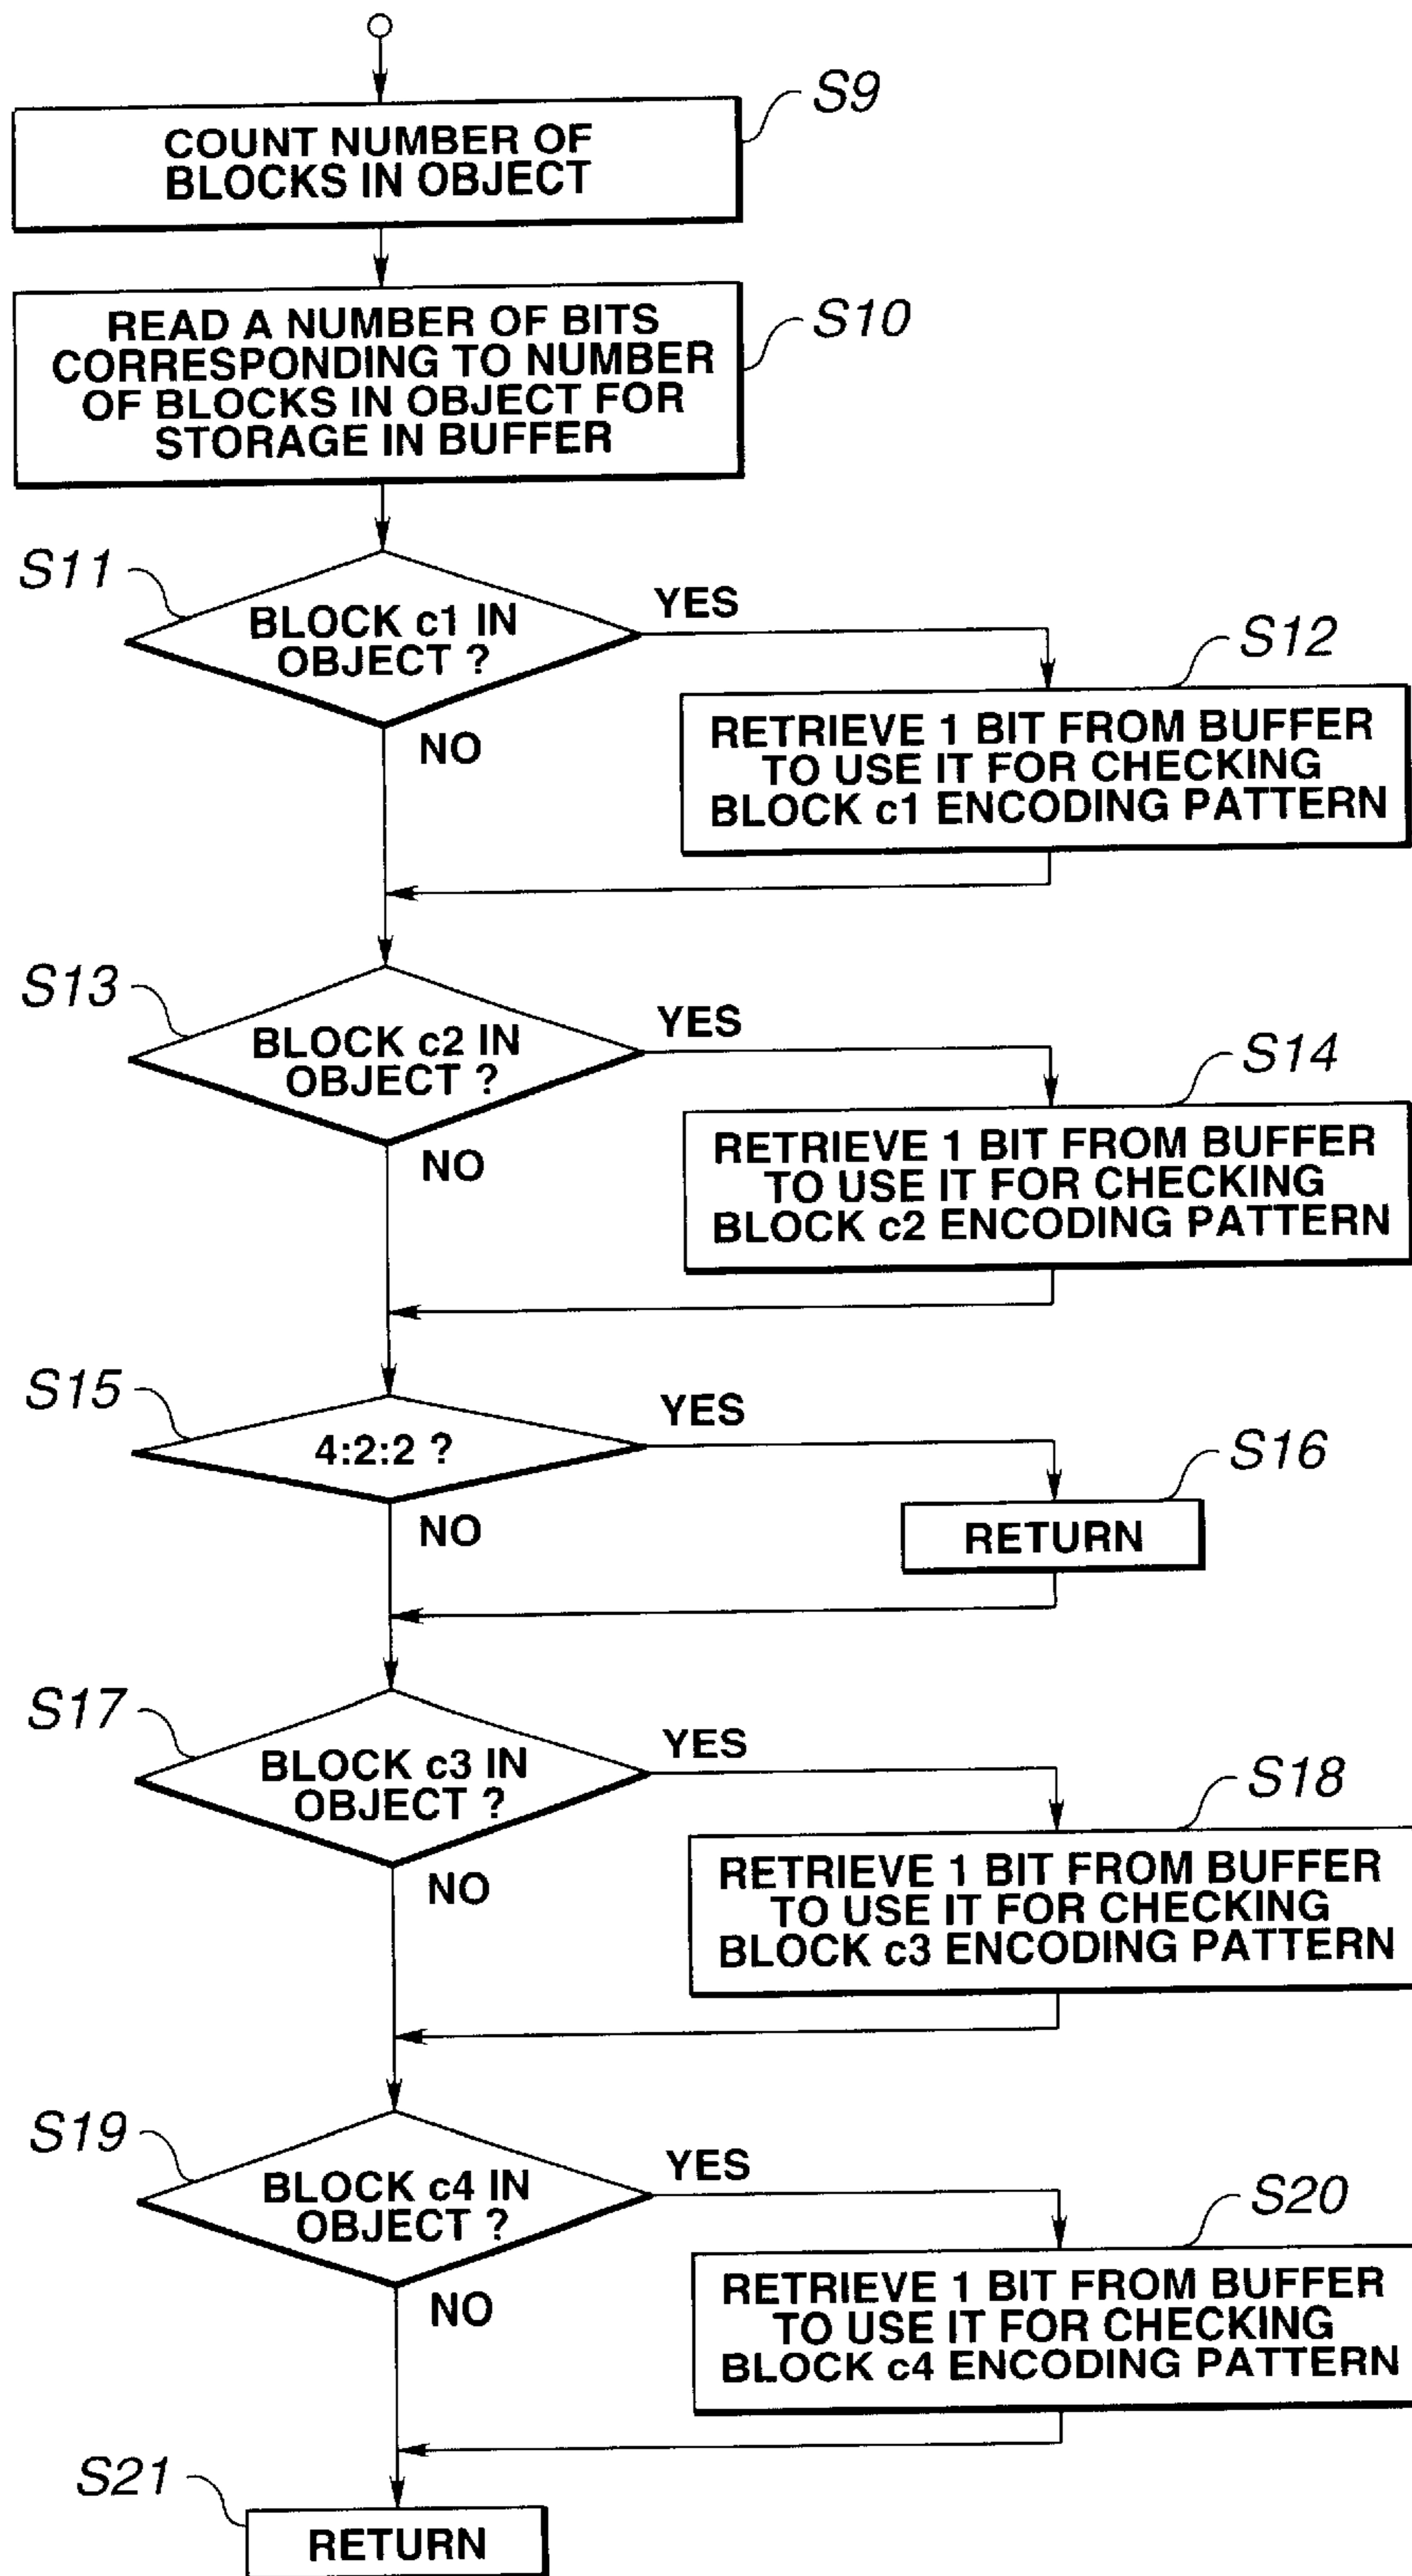 S9
COUNT NUMBER OF
BLOCKS IN OBJECT
S10
READ A NUMBER OF BITS
CORRESPONDING TO NUMBER
OF BLOCKS IN OBJECT FOR
STORAGE IN BUFFER
S11
BLOCK c1 IN
OBJECT ?
YES
NO
S12
RETRIEVE 1 BIT FROM BUFFER
TO USE IT FOR CHECKING
BLOCK c1 ENCODING PATTERN
S13
BLOCK c2 IN
OBJECT ?
YES
NO
S14
RETRIEVE 1 BIT FROM BUFFER
TO USE IT FOR CHECKING
BLOCK c2 ENCODING PATTERN
S15
4:2:2 ?
YES
NO
S16
RETURN
S17
BLOCK c3 IN
OBJECT ?
YES
NO
S18
RETRIEVE 1 BIT FROM BUFFER
TO USE IT FOR CHECKING
BLOCK c3 ENCODING PATTERN
S19
BLOCK c4 IN
OBJECT ?
YES
NO
S20
RETRIEVE 1 BIT FROM BUFFER
TO USE IT FOR CHECKING
BLOCK c4 ENCODING PATTERN
S21
RETURN